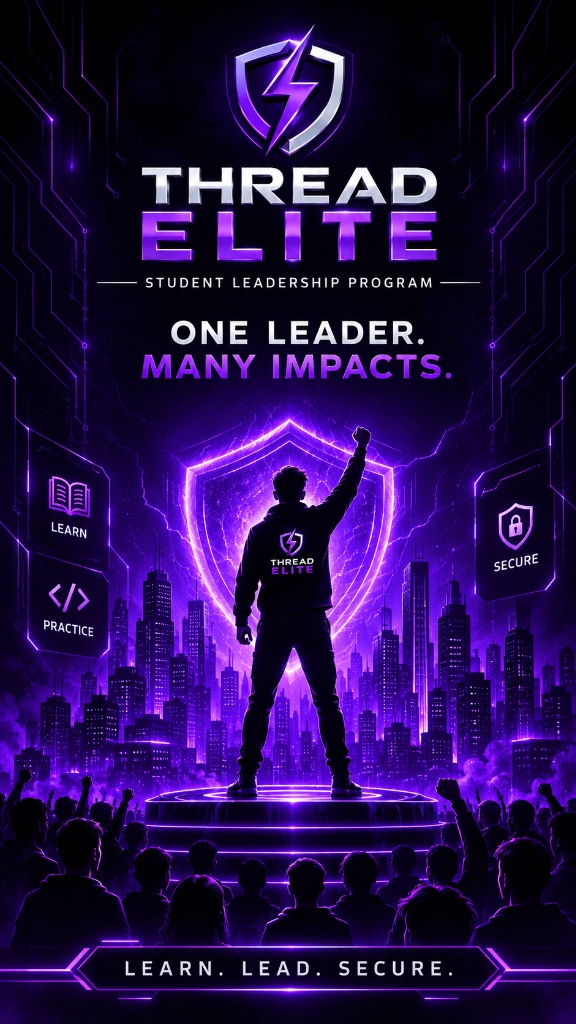 THREAD
ELITE
STUDENT LEADERSHIP PROGRAM
ONE LEADER.
MANY IMPACTS.
LEARN
</>
PRACTICE
SECURE
THREAD
ELITE
LEARN. LEAD. SECURE.